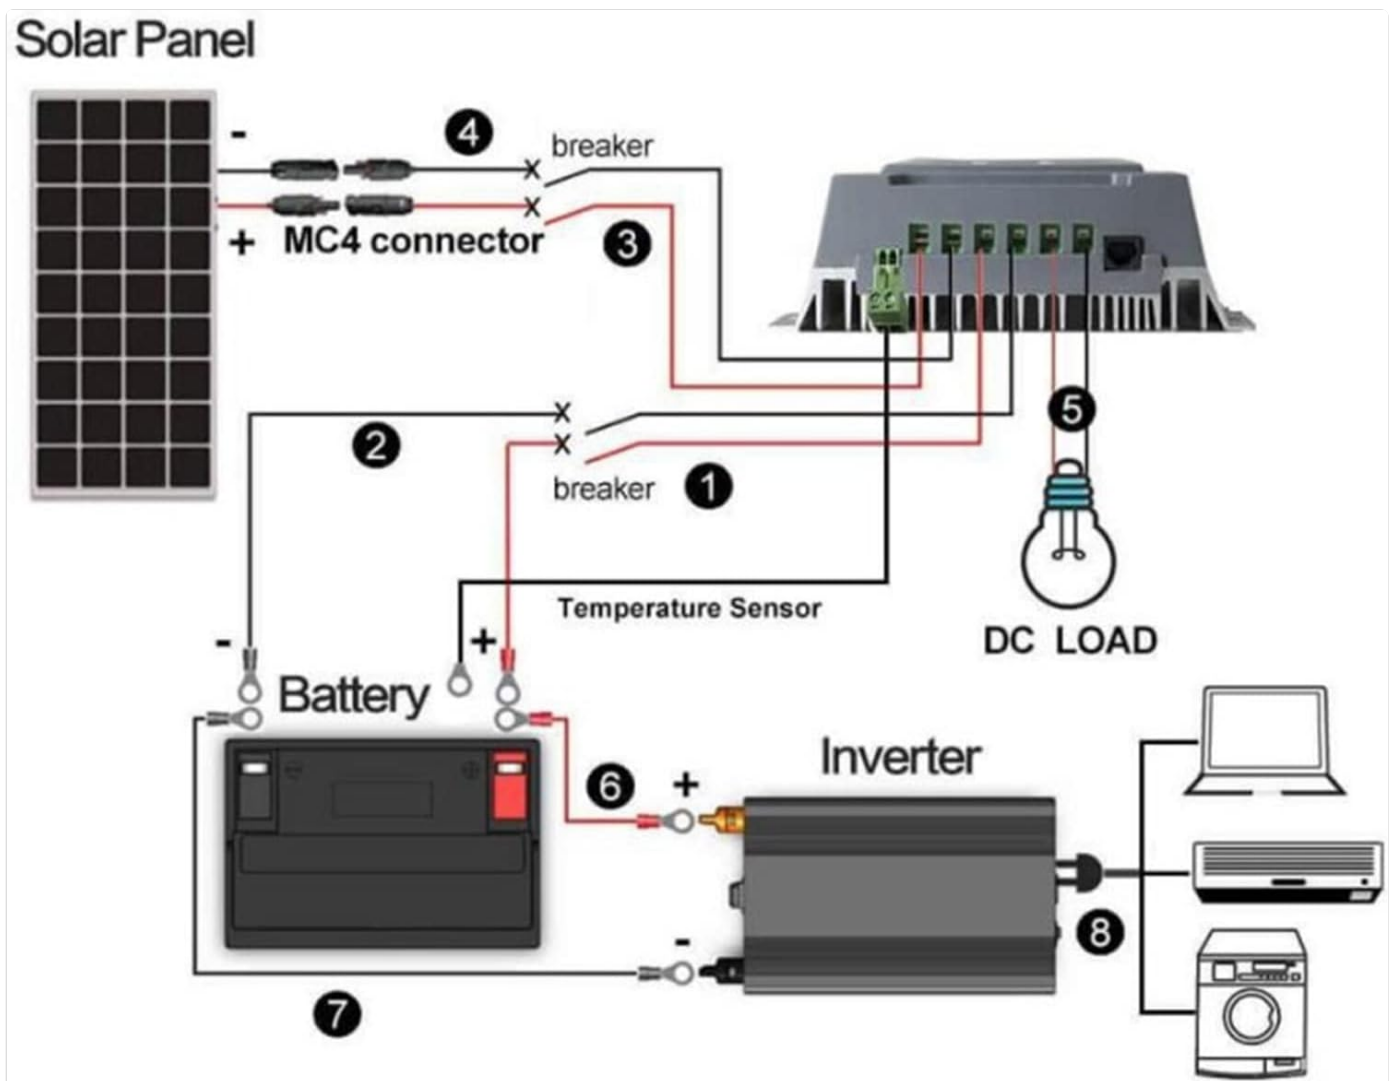 Solar Panel
-
4
breaker
+
MC4 connector
3
2
breaker
1
5
Temperature Sensor
DC LOAD
-
+
Battery
Inverter
6
+
-
8
7